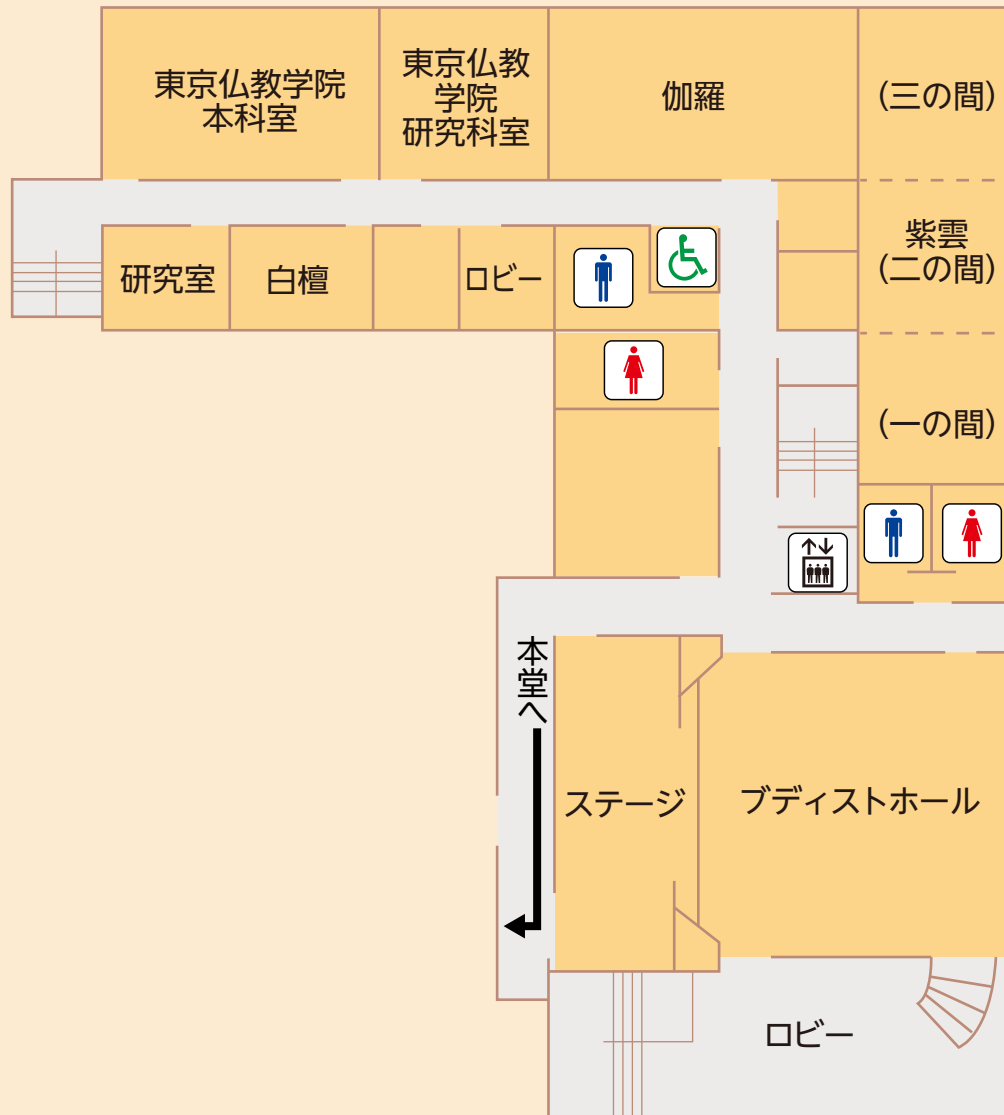 東京仏教学院
本科室
東京仏教
学院
研究科室
伽羅
(三の間)
紫雲
(二の間)
(一の間)
研究室
白檀
ロビー
本堂へ
ステージ
ブディストホール
ロビー